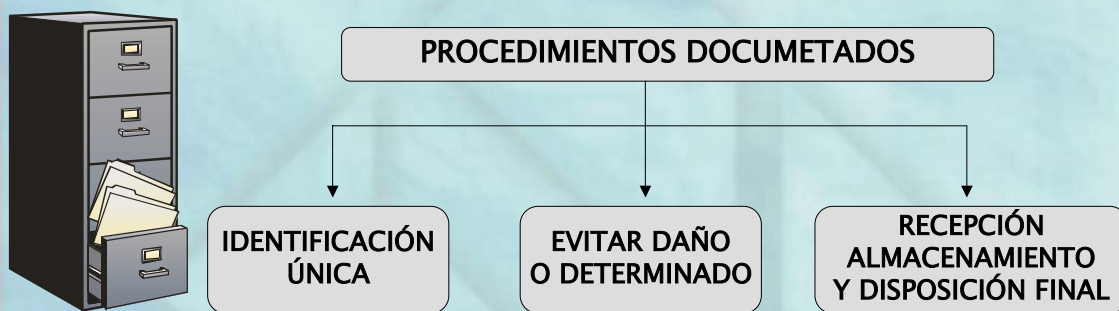 PROCEDIMIENTOS DOCUMETADOS
IDENTIFICACIÓN
ÚNICA
EVITAR DAÑO
O DETERMINADO
RECEPCIÓN
ALMACENAMIENTO
Y DISPOSICIÓN FINAL